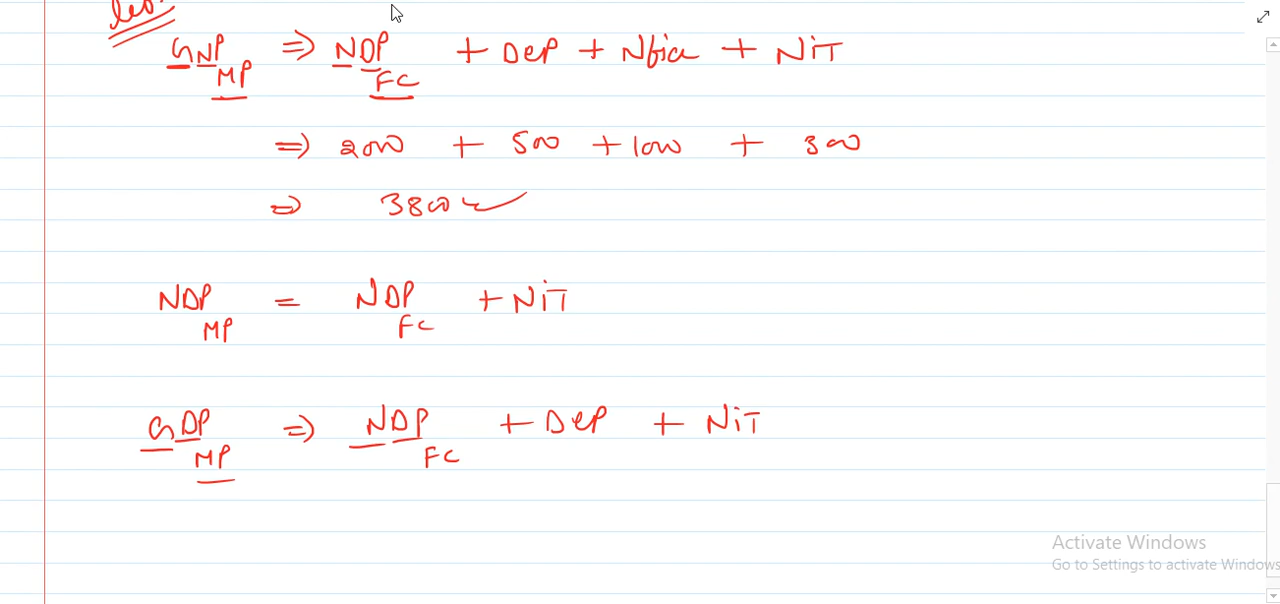 GNP MP ⇒ NDP FC + Dep + Nfia + NiT
⇒ 2000 + 500 + 1000 + 300
⇒ 3800
NDP MP = NDP FC + NiT
GDP MP ⇒ NDP FC + Dep + NiT
Activate Windows
Go to Settings to activate Windows